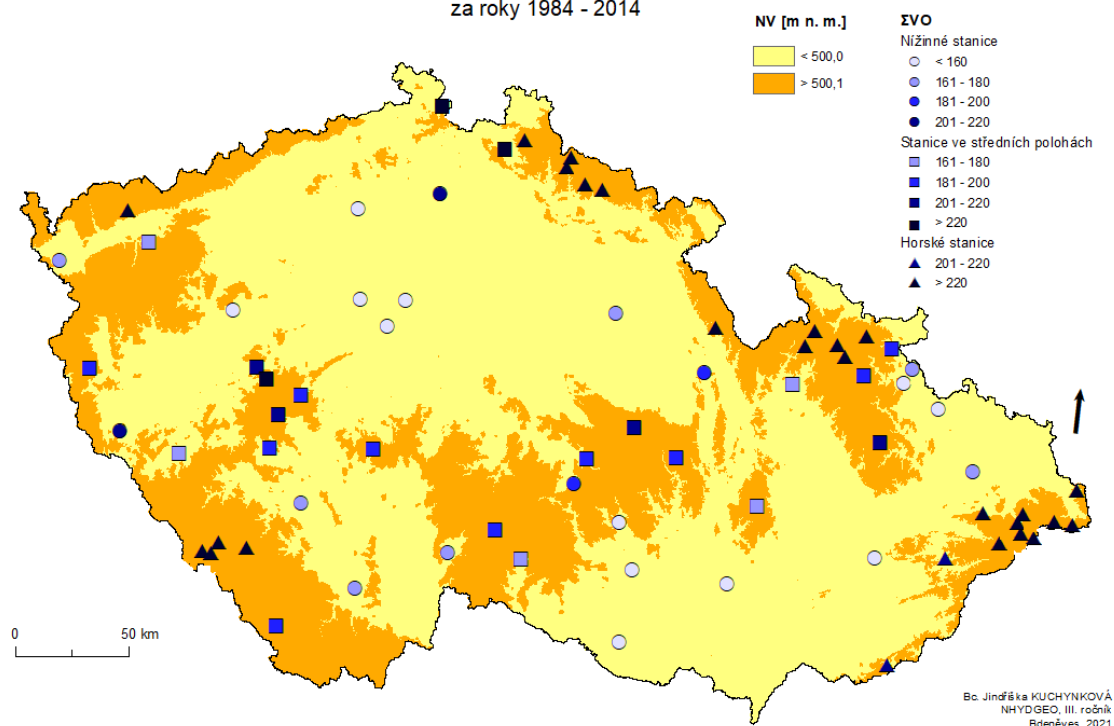 za roky 1984 - 2014
NV [m n. m.]
< 500,0
> 500,1
ΣVO
Nížinné stanice
< 160
161 - 180
181 - 200
201 - 220
Stanice ve středních polohách
161 - 180
181 - 200
201 - 220
> 220
Horské stanice
201 - 220
> 220
0 50 km
Bc. Jindřiška KUCHYNKOVÁ
NHYDGEO, III. ročník
Bdeněves, 2021